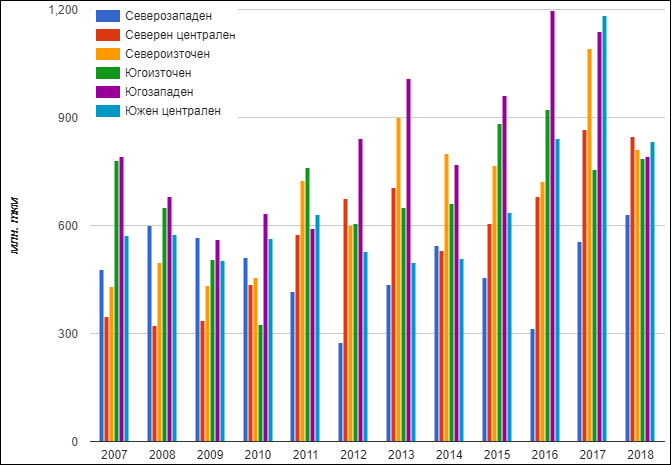 1,200
Северозападен
Северен централен
Североизточен
Югоизточен
Югозападен
Южен централен
900
600
300
0
млн. ткм
2007 2008 2009 2010 2011 2012 2013 2014 2015 2016 2017 2018